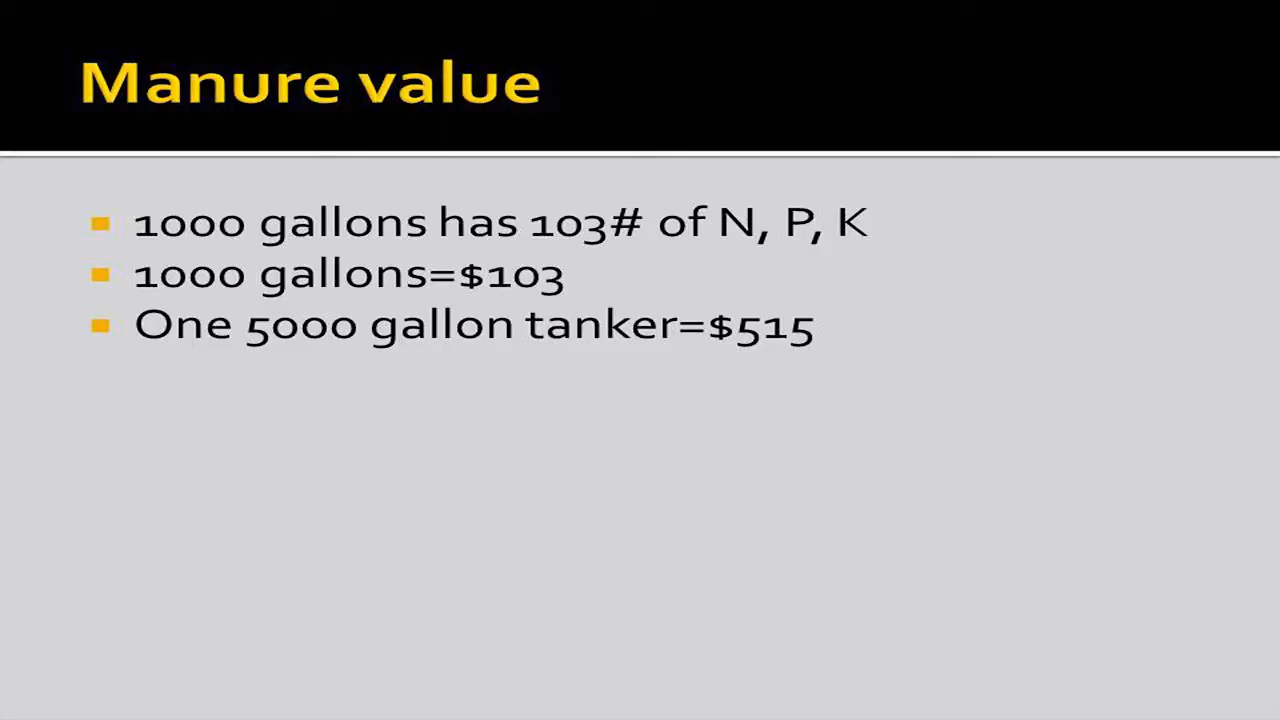 Manure value
1000 gallons has 103# of N, P, K
1000 gallons=$103
One 5000 gallon tanker=$515